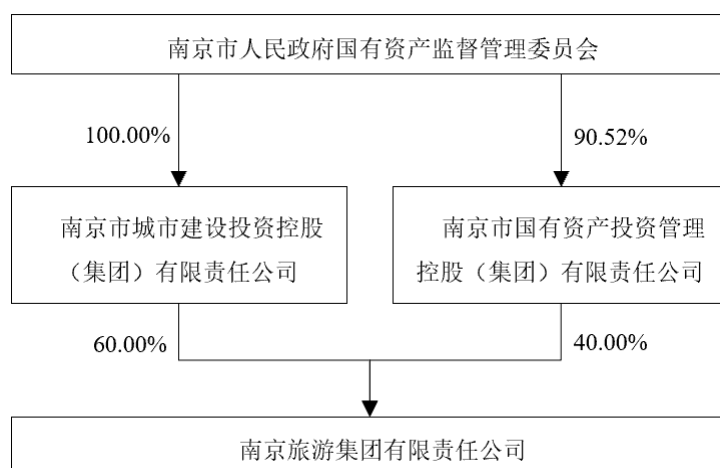 南京市人民政府国有资产监督管理委员会
100.00%
90.52%
南京市城市建设投资控股
（集团）有限责任公司
南京市国有资产投资管理
控股（集团）有限责任公司
60.00%
40.00%
南京旅游集团有限责任公司